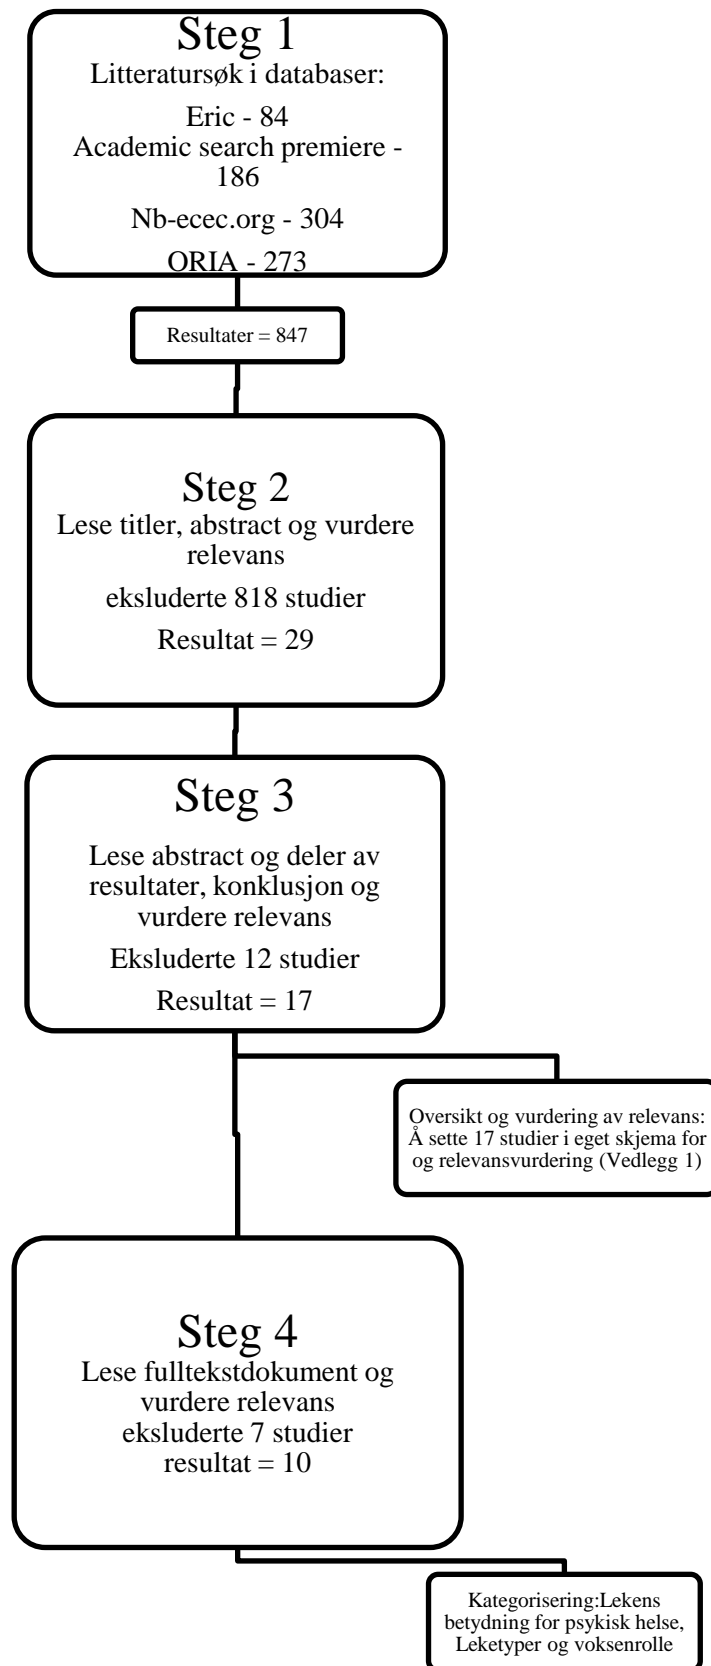 Steg 1
Litteratursøk i databaser:
Eric - 84
Academic search premiere -
186
Nb-ecec.org - 304
ORIA - 273
Resultater = 847
Steg 2
Lese titler, abstract og vurdere
relevans
eksluderte 818 studier
Resultat = 29
Steg 3
Lese abstract og deler av
resultater, konklusjon og
vurdere relevans
Eksluderte 12 studier
Resultat = 17
Oversikt og vurdering av relevans:
Å sette 17 studier i eget skjema for
og relevansvurdering (Vedlegg 1)
Steg 4
Lese fulltekstdokument og
vurdere relevans
eksluderte 7 studier
resultat = 10
Kategorisering:Lekens
betydning for psykisk helse,
Leketyper og voksenrolle